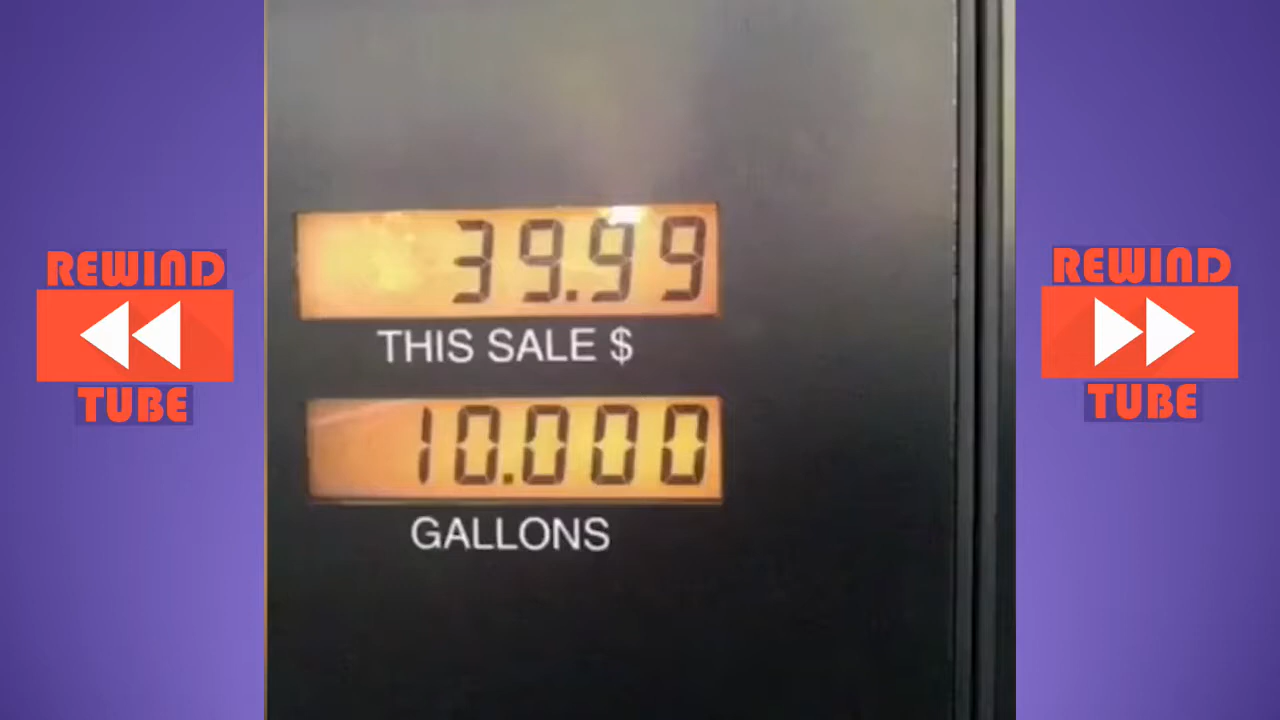 REWIND
TUBE
39.99
THIS SALE $
10.000
GALLONS
REWIND
TUBE